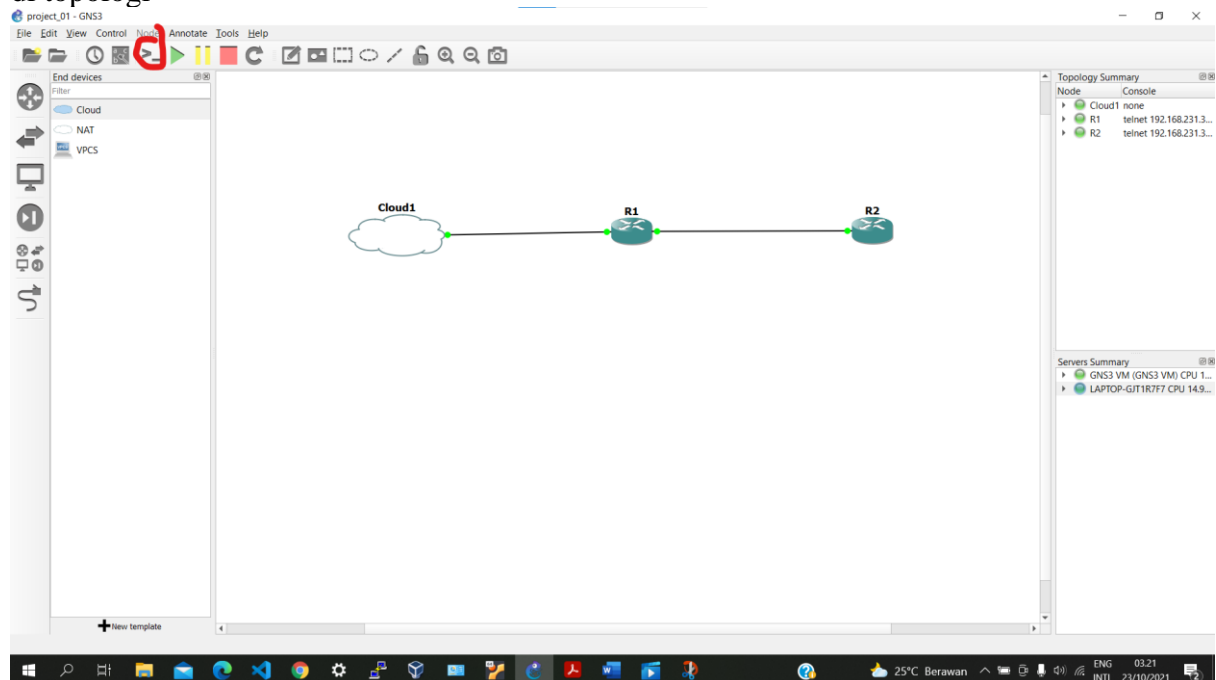 di topologi
project_01 - GNS3
File Edit View Control Node Annotate Tools Help
End devices
Filter
Cloud
NAT
VPCS
New template
Cloud1
R1
R2
Topology Summary
Node Console
Cloud1 none
R1 telnet 192.168.231.3...
R2 telnet 192.168.231.3...
Servers Summary
GNS3 VM (GNS3 VM) CPU 1...
LAPTOP-GJT1R7F7 CPU 14.9...
25°C Berawan
ENG
INTL
03.21
23/10/2021